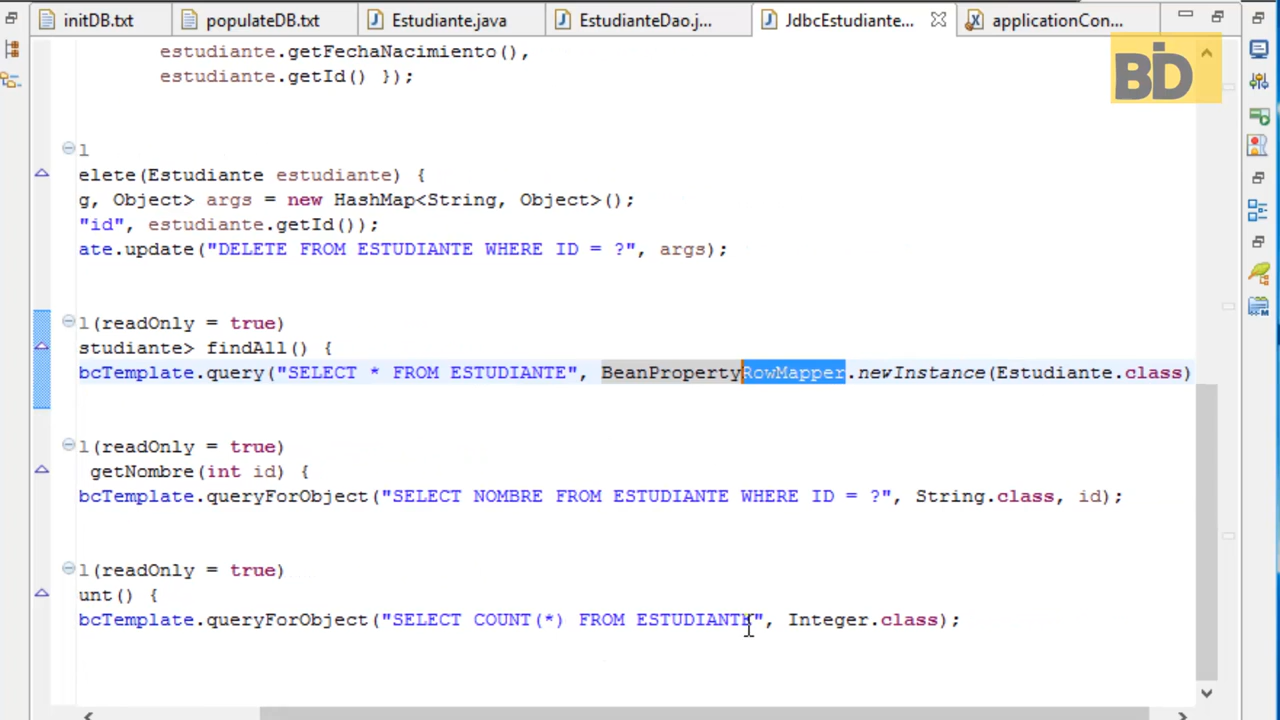 initDB.txt populateDB.txt Estudiante.java EstudianteDao.j... JdbcEstudiante... applicationCon...
BD
estudiante.getFechaNacimiento(),
estudiante.getId() });
l
elete(Estudiante estudiante) {
g, Object> args = new HashMap<String, Object>();
"id", estudiante.getId());
ate.update("DELETE FROM ESTUDIANTE WHERE ID = ?", args);
l(readOnly = true)
studiante> findAll() {
bcTemplate.query("SELECT * FROM ESTUDIANTE", BeanPropertyRowMapper.newInstance(Estudiante.class)
l(readOnly = true)
getNombre(int id) {
bcTemplate.queryForObject("SELECT NOMBRE FROM ESTUDIANTE WHERE ID = ?", String.class, id);
l(readOnly = true)
unt() {
bcTemplate.queryForObject("SELECT COUNT(*) FROM ESTUDIANTE", Integer.class);